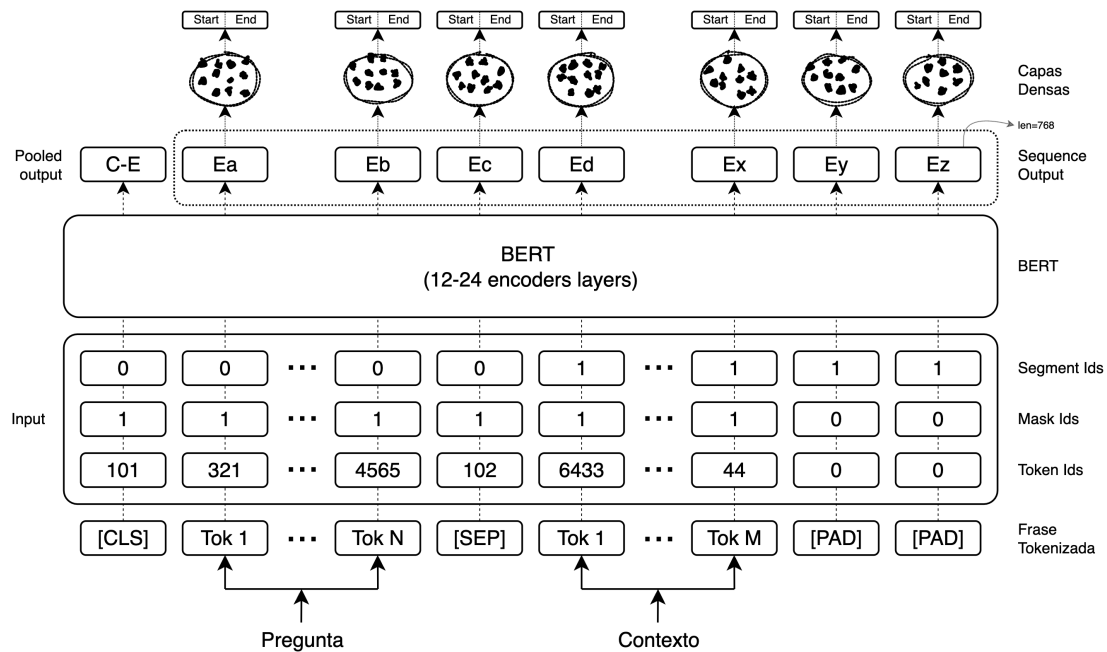 Start End Start End Start End Start End Start End Start End Start End
Capas
Densas
len=768
Pooled
output
C-E Ea Eb Ec Ed Ex Ey Ez
Sequence
Output
BERT
(12-24 encoders layers)
BERT
0 0 ... 0 0 1 ... 1 1 1 Segment Ids
Input 1 1 ... 1 1 1 ... 1 0 0 Mask Ids
101 321 ... 4565 102 6433 ... 44 0 0 Token Ids
[CLS] Tok 1 ... Tok N [SEP] Tok 1 ... Tok M [PAD] [PAD]
Frase
Tokenizada
Pregunta Contexto